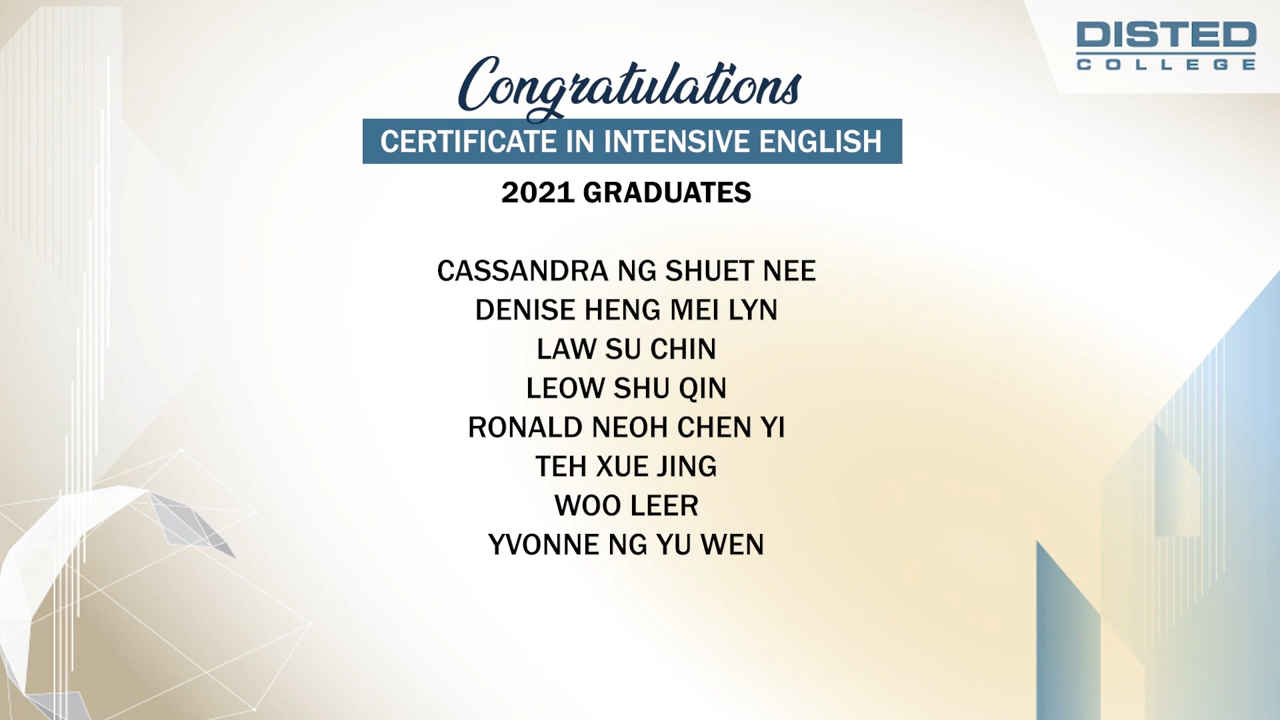 DISTED
COLLEGE
Congratulations
CERTIFICATE IN INTENSIVE ENGLISH
2021 GRADUATES
CASSANDRA NG SHUET NEE
DENISE HENG MEI LYN
LAW SU CHIN
LEOW SHU QIN
RONALD NEOH CHEN YI
TEH XUE JING
WOO LEER
YVONNE NG YU WEN